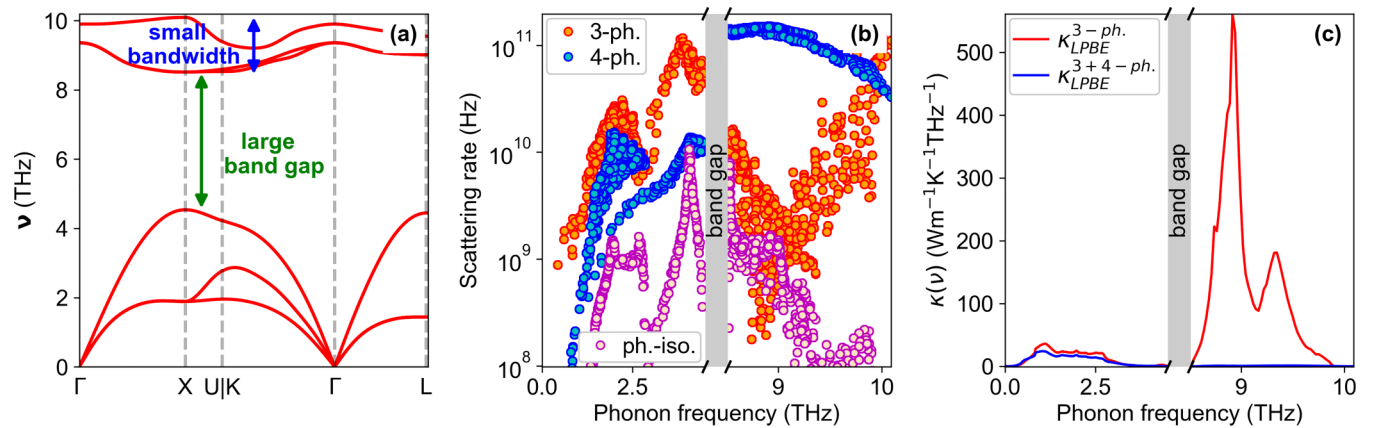 (a)
small
bandwidth
large
band gap
ν (THz)
10
8
6
4
2
0
Γ X U|K Γ L
(b)
3-ph.
4-ph.
ph.-iso.
band gap
Scattering rate (Hz)
10¹¹
10¹⁰
10⁹
10⁸
0.0 2.5 9 10
Phonon frequency (THz)
(c)
κ_{LPBE}^{3−ph.}
κ_{LPBE}^{3+4−ph.}
band gap
κ(ν) (Wm⁻¹K⁻¹THz⁻¹)
500
400
300
200
100
0
0.0 2.5 9 10
Phonon frequency (THz)